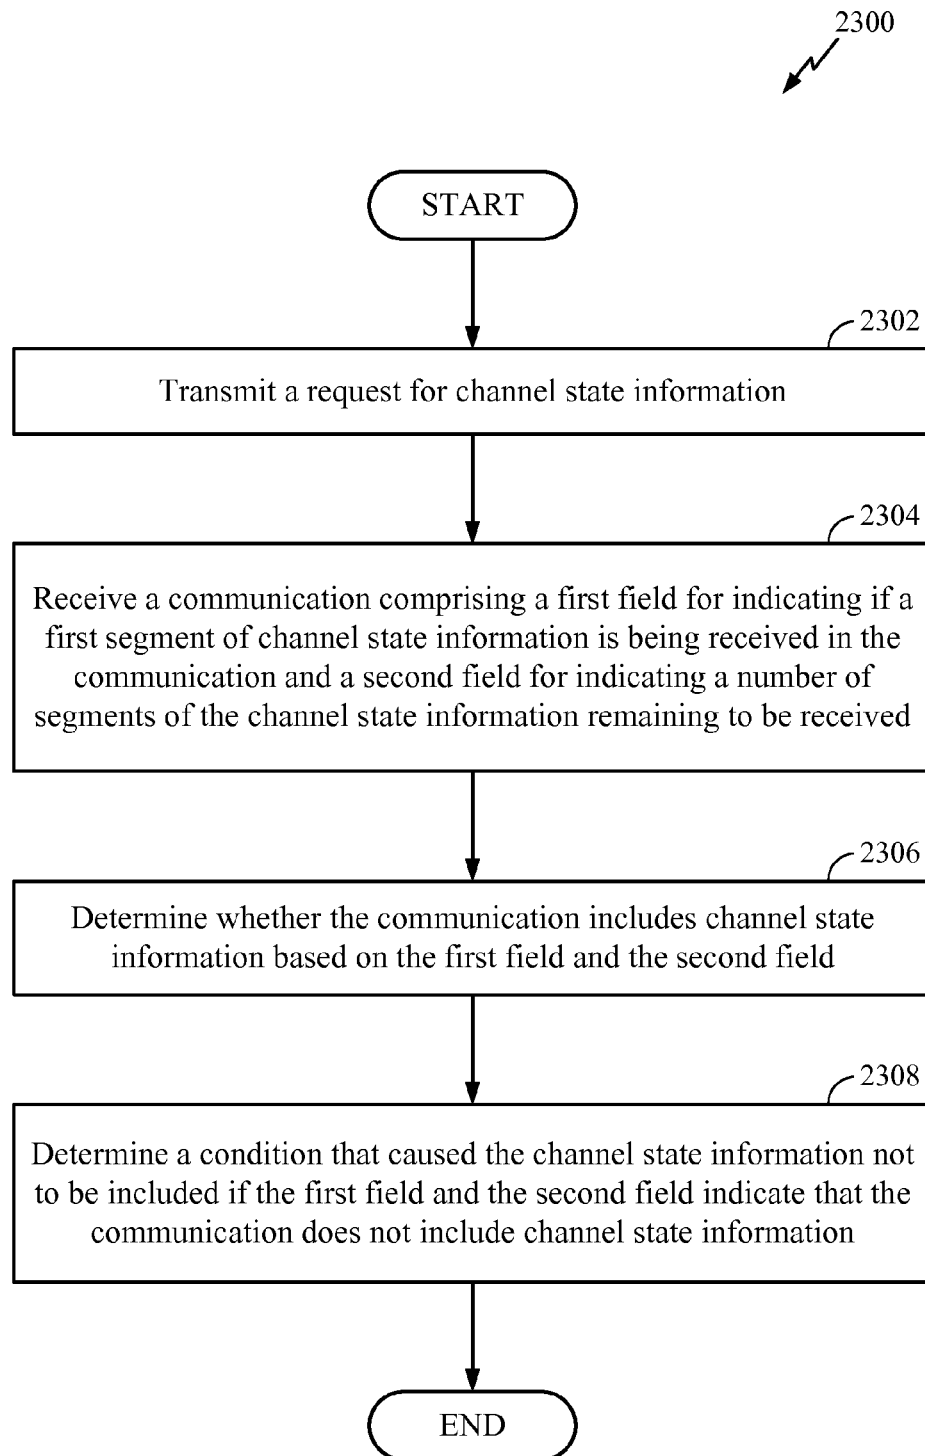 2300
START
2302
Transmit a request for channel state information
2304
Receive a communication comprising a first field for indicating if a
first segment of channel state information is being received in the
communication and a second field for indicating a number of
segments of the channel state information remaining to be received
2306
Determine whether the communication includes channel state
information based on the first field and the second field
2308
Determine a condition that caused the channel state information not
to be included if the first field and the second field indicate that the
communication does not include channel state information
END